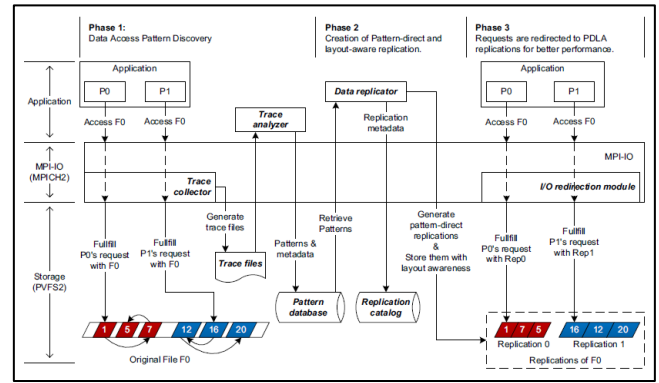 Phase 1:
Data Access Pattern Discovery
Phase 2
Creation of Pattern-direct and
layout-aware replication.
Phase 3
Requests are redirected to PDLA
replications for better performance.
Application
Application
P0
P1
Access F0
Access F0
Trace
analyzer
Data replicator
Replication
metadata
Application
P0
P1
Access F0
Access F0
MPI-IO
(MPICH2)
MPI-IO
Trace
collector
I/O redirection module
Storage
(PVFS2)
Fullfill
P0's request
with F0
Fullfill
P1's request
with F0
Generate
trace files
Trace files
Patterns &
metadata
Retrieve
Patterns
Pattern
database
Replication
catalog
Generate
pattern-direct
replications
&
Store them with
layout awareness
Fullfill
P0's request
with Rep0
Fullfill
P1's request
with Rep1
1 5 7 12 16 20
Original File F0
1 7 5 16 12 20
Replication 0 Replication 1
Replications of F0